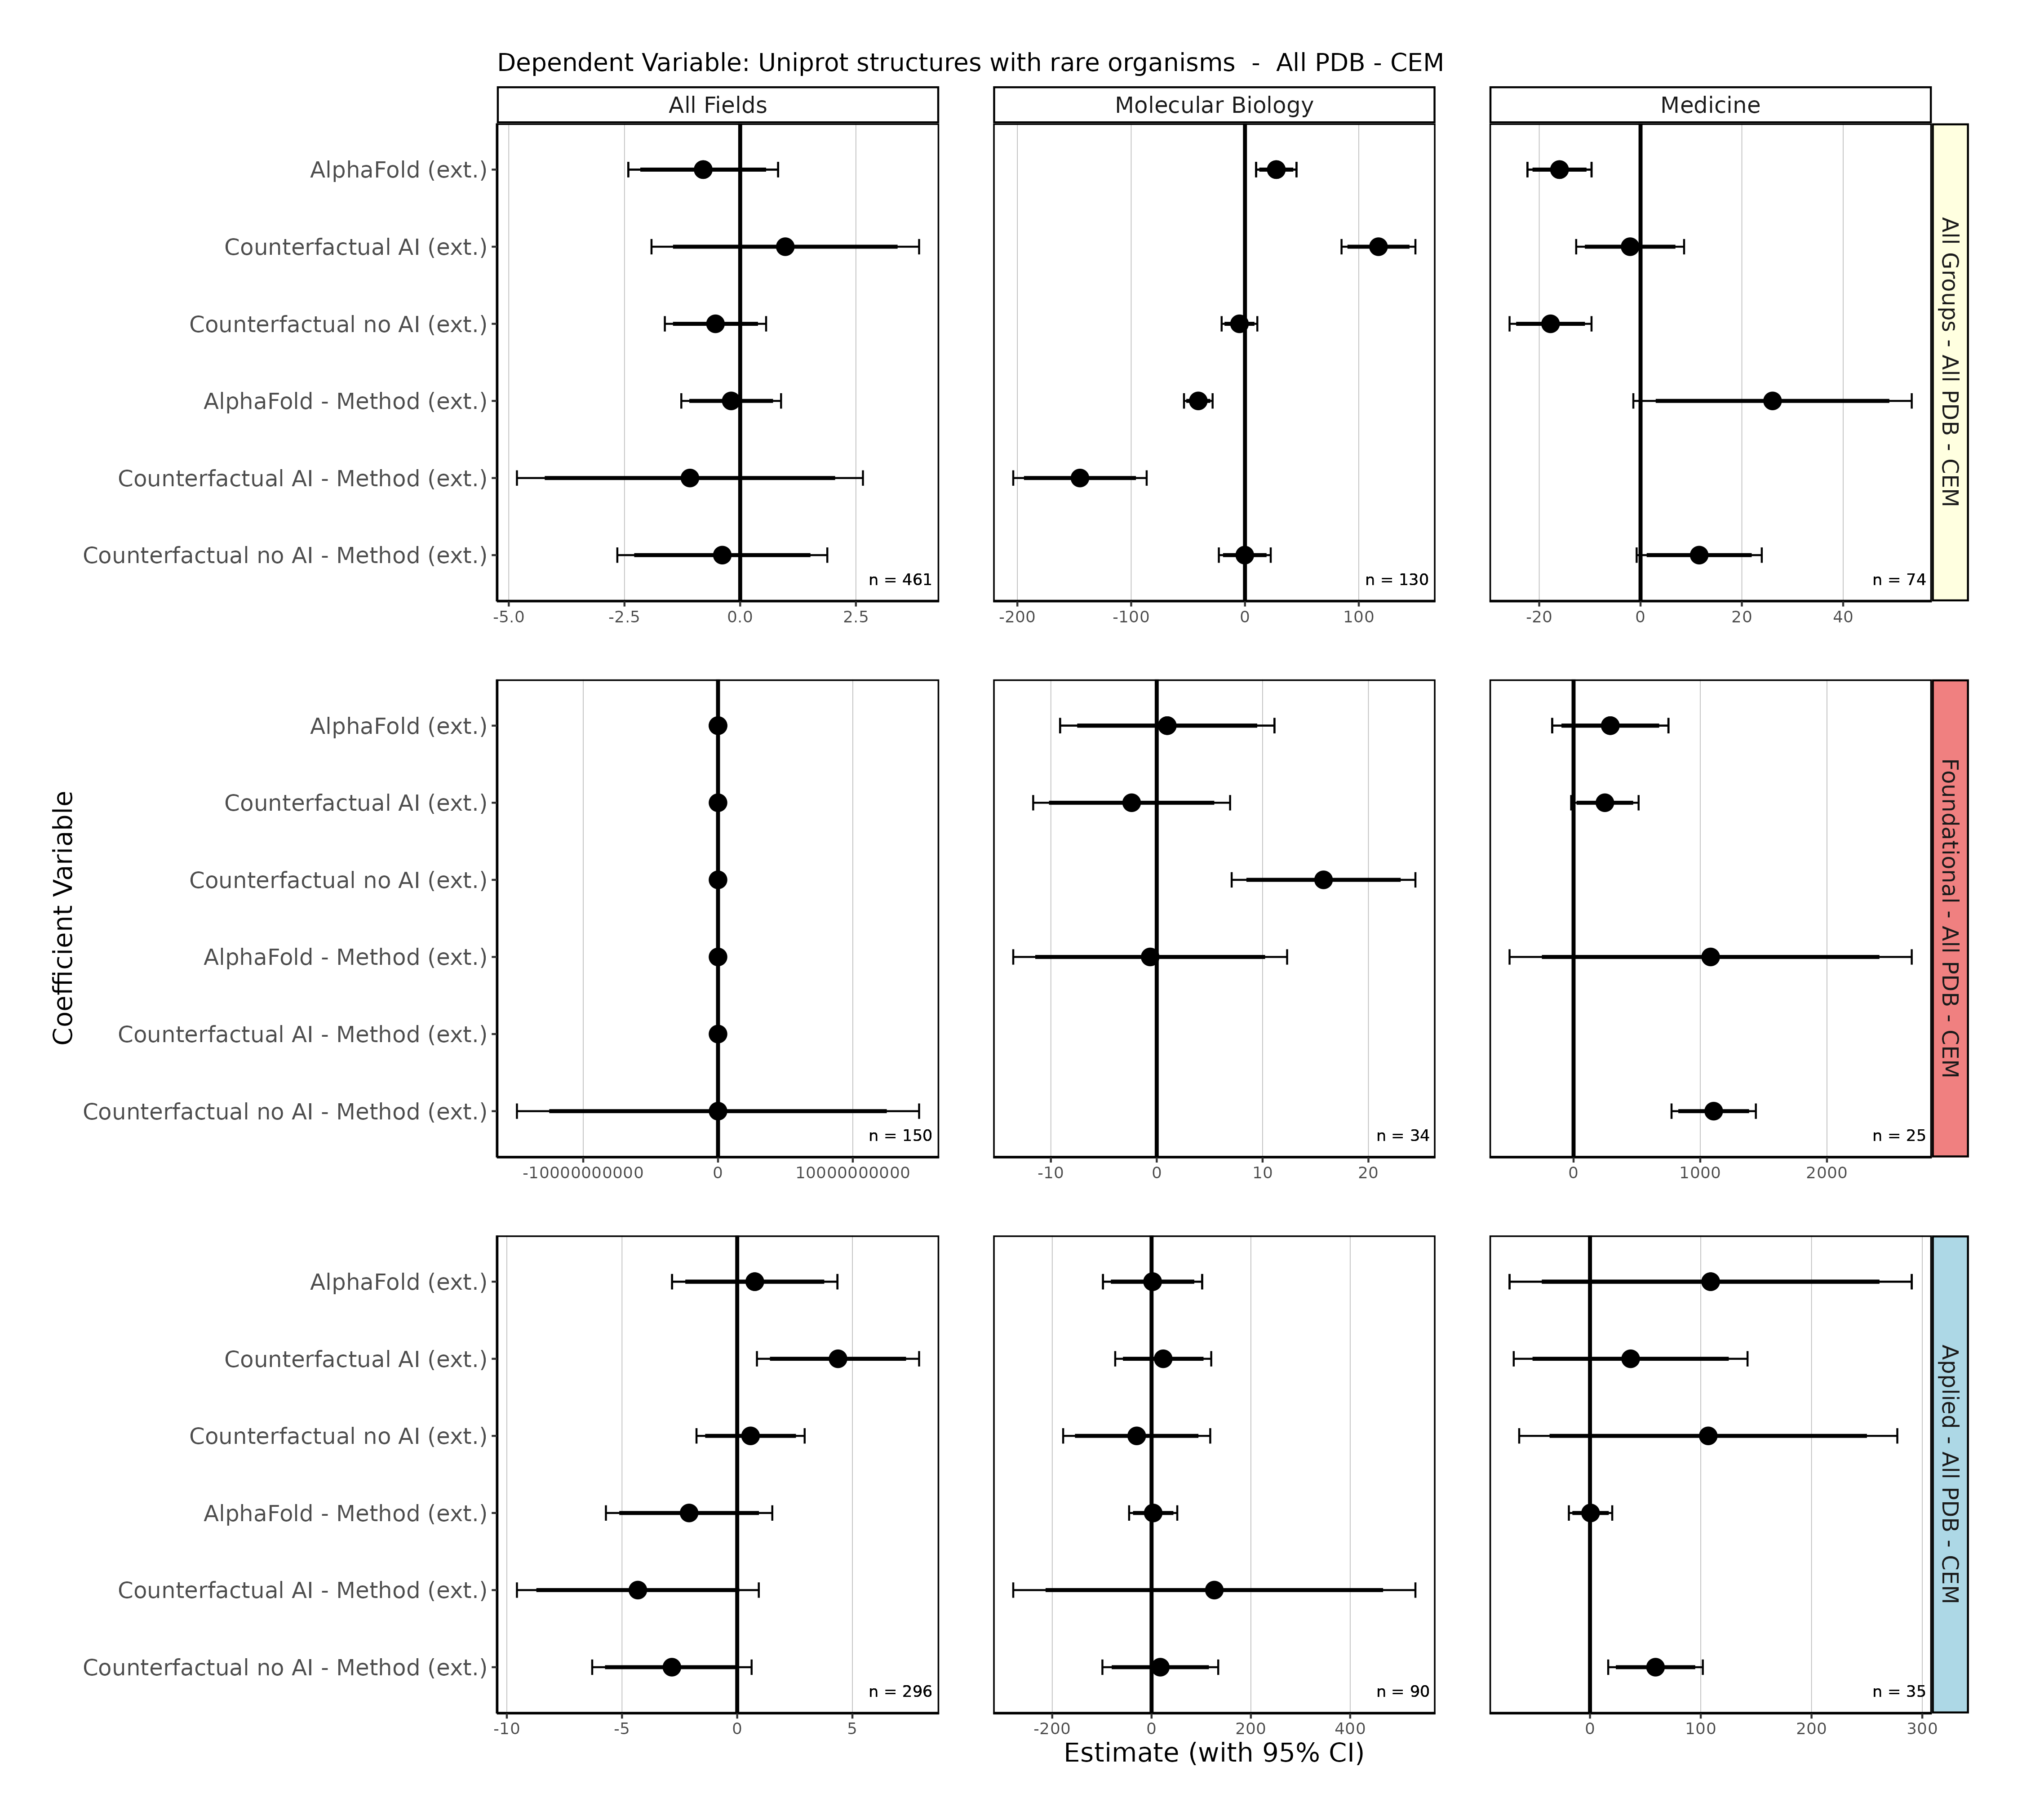 Dependent Variable: Uniprot structures with rare organisms - All PDB - CEM
All Fields
Molecular Biology
Medicine
AlphaFold (ext.)
Counterfactual AI (ext.)
Counterfactual no AI (ext.)
AlphaFold - Method (ext.)
Counterfactual AI - Method (ext.)
Counterfactual no AI - Method (ext.)
n = 461
n = 130
n = 74
-5.0 -2.5 0.0 2.5
-200 -100 0 100
-20 0 20 40
All Groups - All PDB - CEM
Coefficient Variable
AlphaFold (ext.)
Counterfactual AI (ext.)
Counterfactual no AI (ext.)
AlphaFold - Method (ext.)
Counterfactual AI - Method (ext.)
Counterfactual no AI - Method (ext.)
n = 150
n = 34
n = 25
-10000000000 0 10000000000
-10 0 10 20
0 1000 2000
Foundational - All PDB - CEM
AlphaFold (ext.)
Counterfactual AI (ext.)
Counterfactual no AI (ext.)
AlphaFold - Method (ext.)
Counterfactual AI - Method (ext.)
Counterfactual no AI - Method (ext.)
n = 296
n = 90
n = 35
-10 -5 0 5
-200 0 200 400
0 100 200 300
Applied - All PDB - CEM
Estimate (with 95% CI)